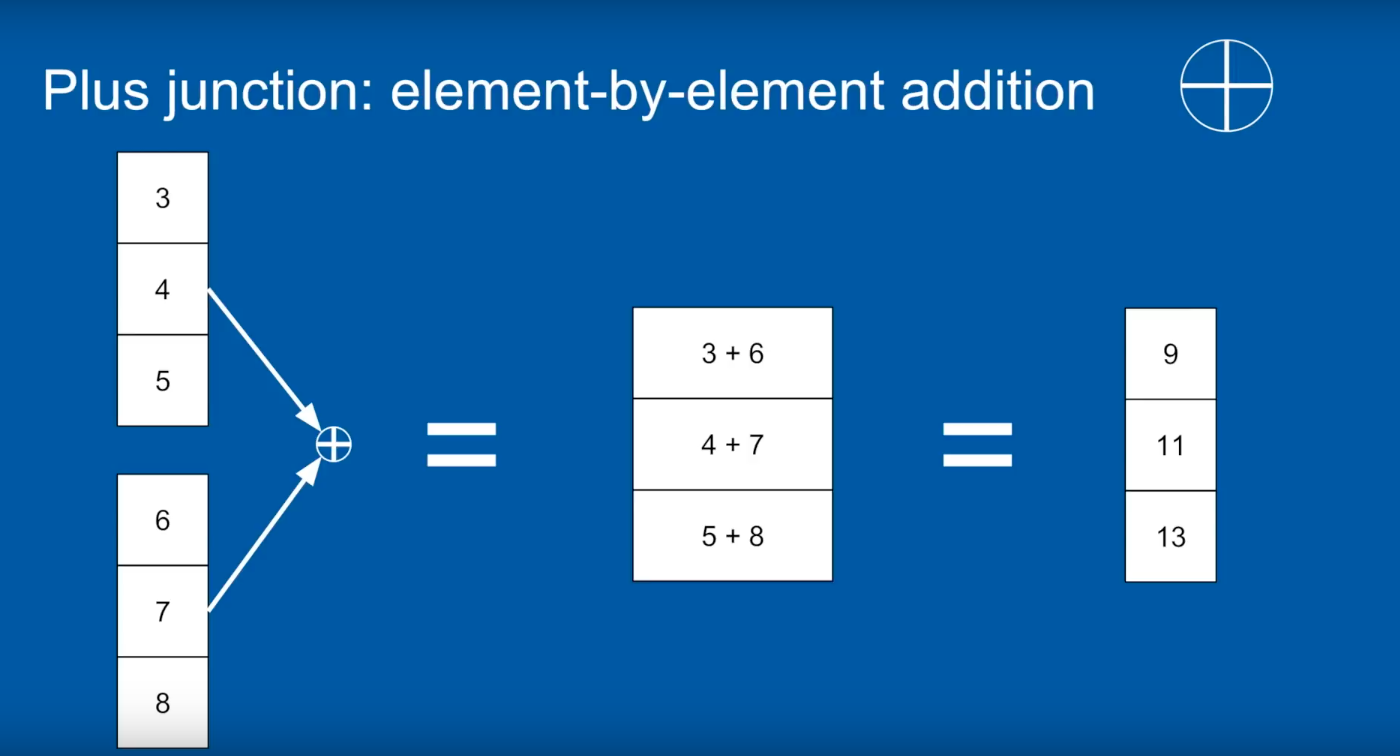 Plus junction: element-by-element addition
3
4
5
6
7
8
=
3 + 6
4 + 7
5 + 8
=
9
11
13